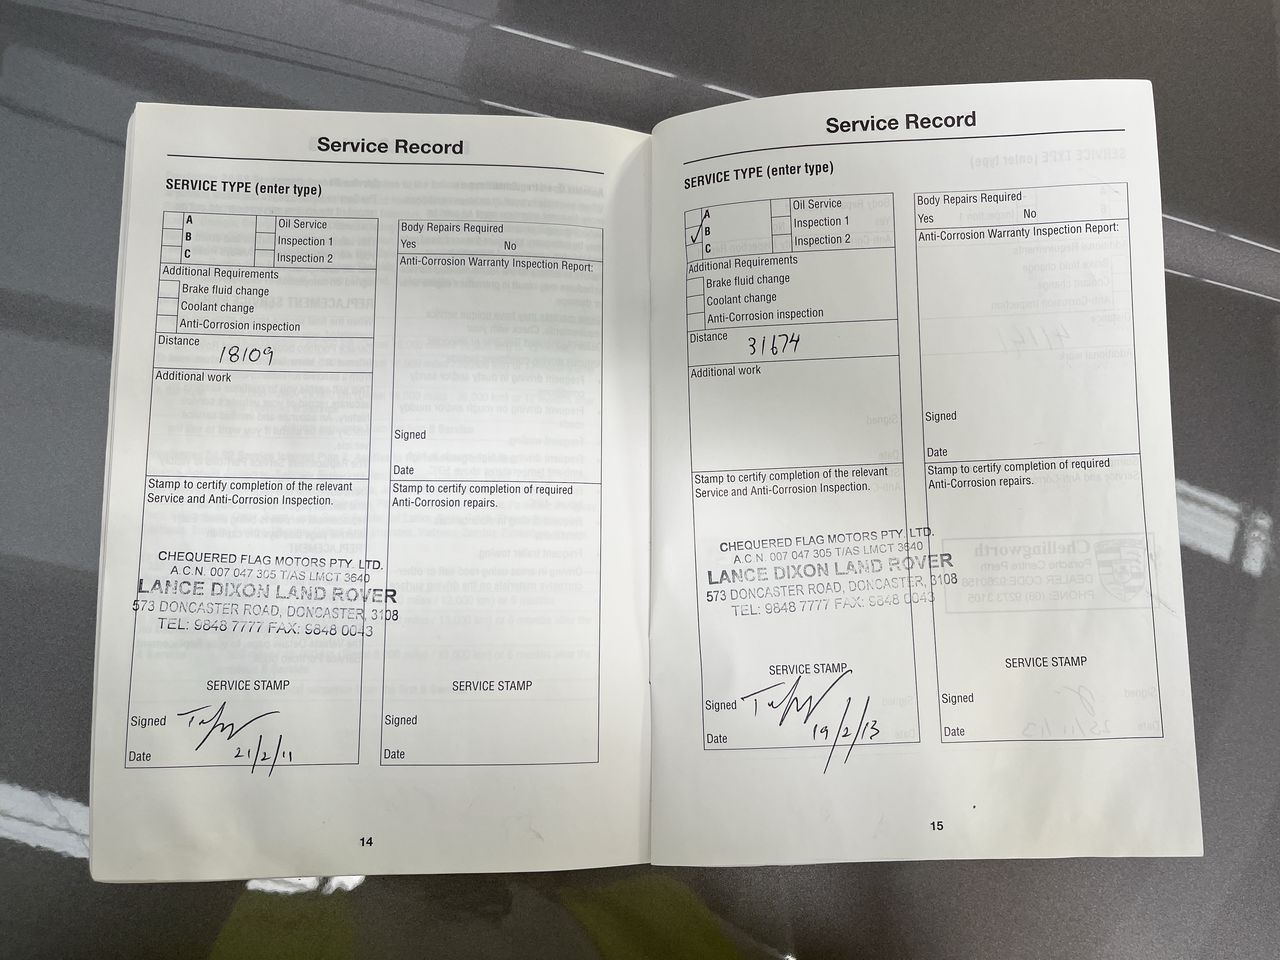 Service Record
SERVICE TYPE (enter type)
A
B
C
Oil Service
Inspection 1
Inspection 2
Additional Requirements
Brake fluid change
Coolant change
Anti-Corrosion inspection
Distance
18109
Additional work
Stamp to certify completion of the relevant
Service and Anti-Corrosion Inspection.
CHEQUERED FLAG MOTORS PTY. LTD.
A.C.N. 007 047 305 T/AS LMCT 3640
LANCE DIXON LAND ROVER
573 DONCASTER ROAD, DONCASTER, 3108
TEL: 9848 7777 FAX: 9848 0043
SERVICE STAMP
Signed
Date
21/2/11
Body Repairs Required
Yes No
Anti-Corrosion Warranty Inspection Report:
Signed
Date
Stamp to certify completion of required
Anti-Corrosion repairs.
SERVICE STAMP
Signed
Date
14
Service Record
SERVICE TYPE (enter type)
A
B
C
Oil Service
Inspection 1
Inspection 2
Additional Requirements
Brake fluid change
Coolant change
Anti-Corrosion inspection
Distance
31674
Additional work
Stamp to certify completion of the relevant
Service and Anti-Corrosion Inspection.
CHEQUERED FLAG MOTORS PTY. LTD.
A.C.N. 007 047 305 T/AS LMCT 3640
LANCE DIXON LAND ROVER
573 DONCASTER ROAD, DONCASTER, 3108
TEL: 9848 7777 FAX: 9848 0043
SERVICE STAMP
Signed
Date
19/2/13
Body Repairs Required
Yes No
Anti-Corrosion Warranty Inspection Report:
Signed
Date
Stamp to certify completion of required
Anti-Corrosion repairs.
SERVICE STAMP
Signed
Date
15